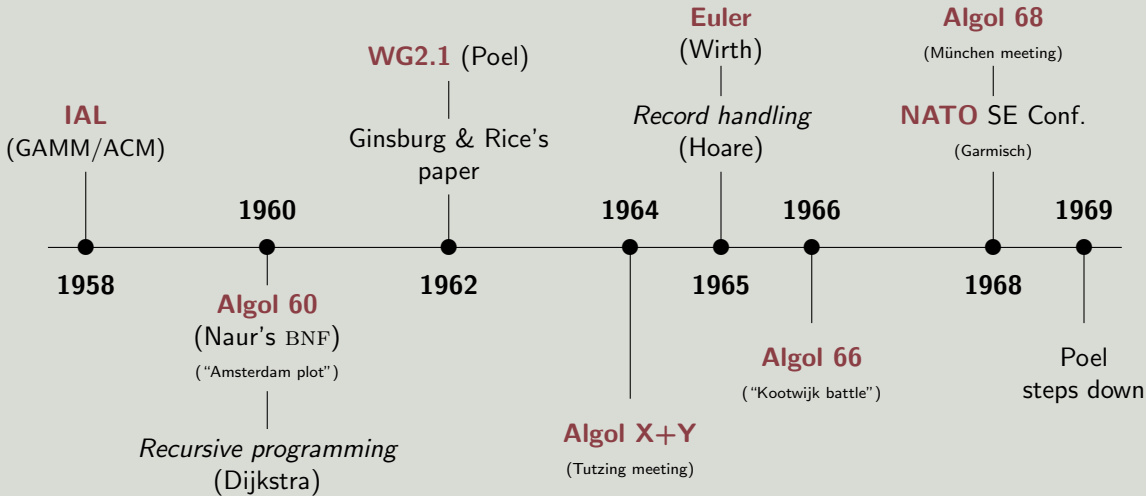 IAL
(GAMM/ACM)
1958
1960
Algol 60
(Naur's BNF)
("Amsterdam plot")
Recursive programming
(Dijkstra)
WG2.1 (Poel)
Ginsburg & Rice's
paper
1962
1964
Algol X+Y
(Tutzing meeting)
Euler
(Wirth)
Record handling
(Hoare)
1965
1966
Algol 66
("Kootwijk battle")
Algol 68
(München meeting)
NATO SE Conf.
(Garmisch)
1968
1969
Poel
steps down